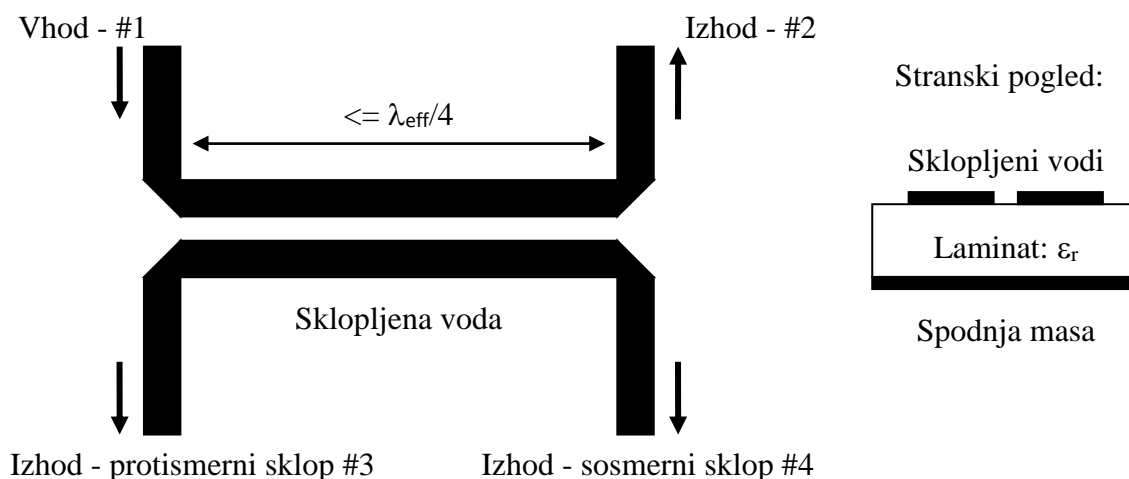 Vhod - #1
Izhod - #2
Stranski pogled:
<= λeff/4
Sklopljeni vodi
Laminat: εr
Sklopljena voda
Spodnja masa
Izhod - protismerni sklop #3
Izhod - sosmerni sklop #4